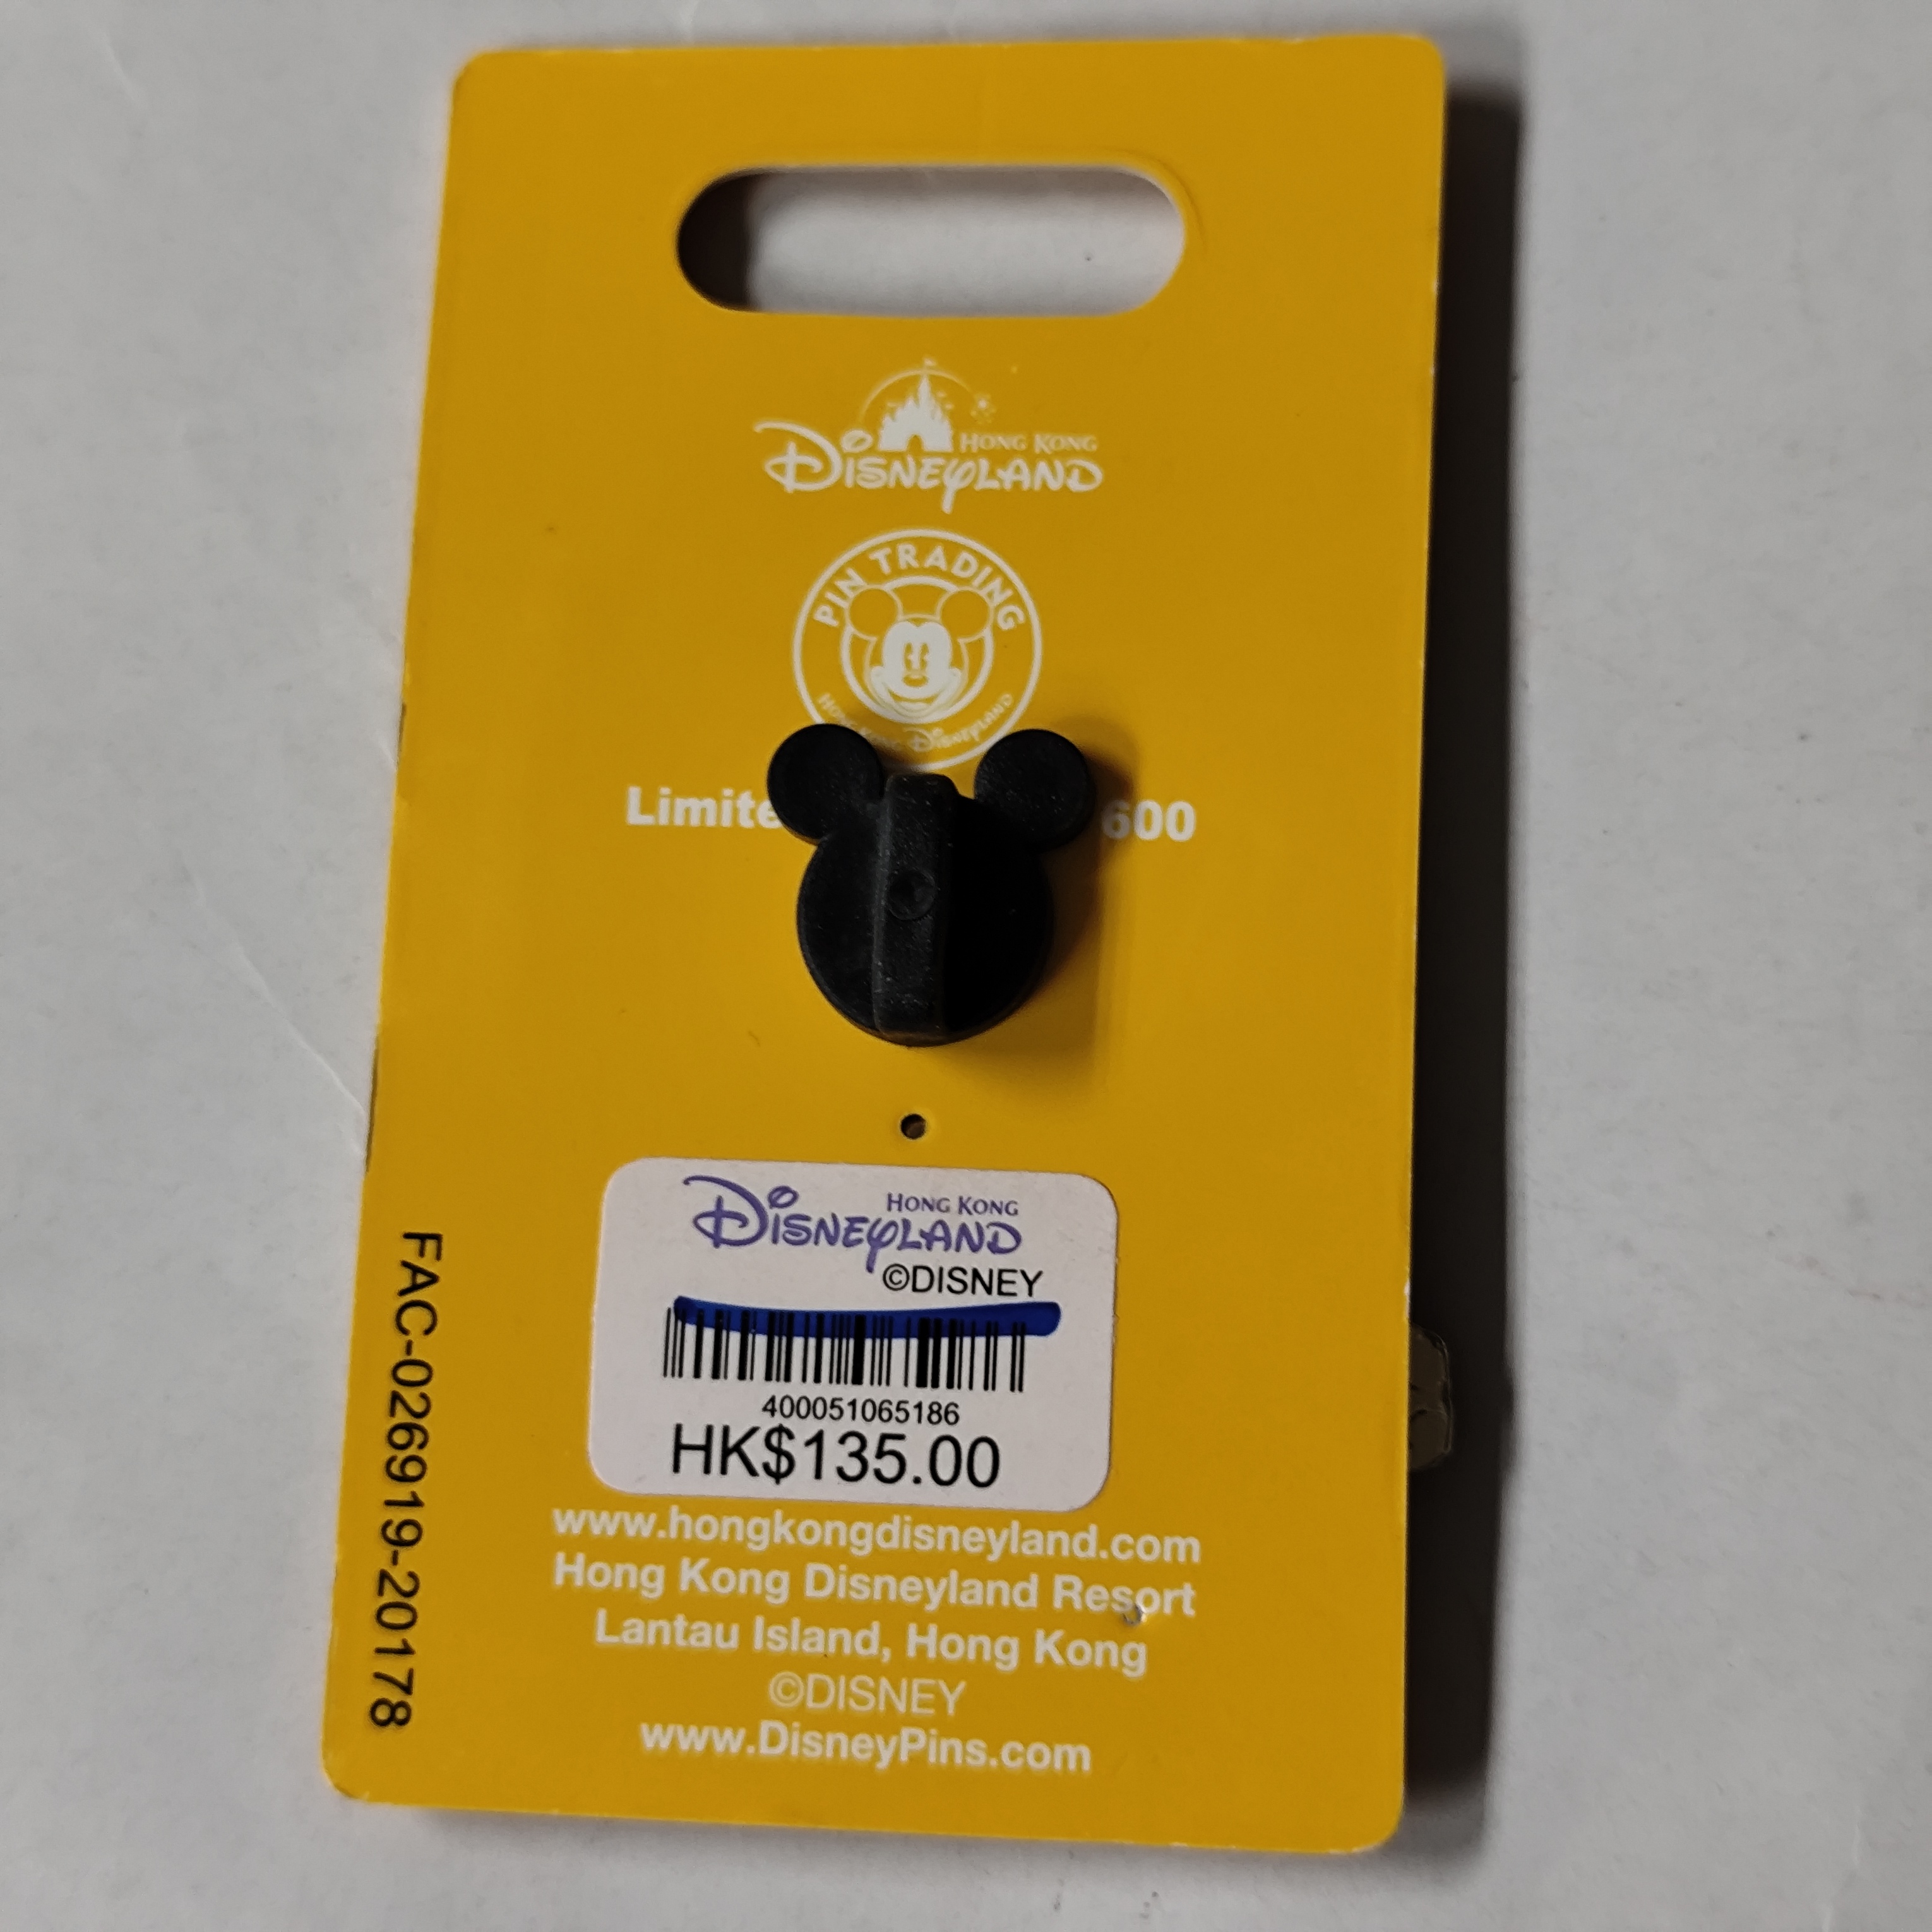 HONG KONG
DISNEYLAND
PIN TRADING
HONG KONG DISNEYLAND
Limite 600
HONG KONG
DISNEYLAND
©DISNEY
400051065186
HK$135.00
www.hongkongdisneyland.com
Hong Kong Disneyland Resort
Lantau Island, Hong Kong
©DISNEY
www.DisneyPins.com
FAC-026919-20178